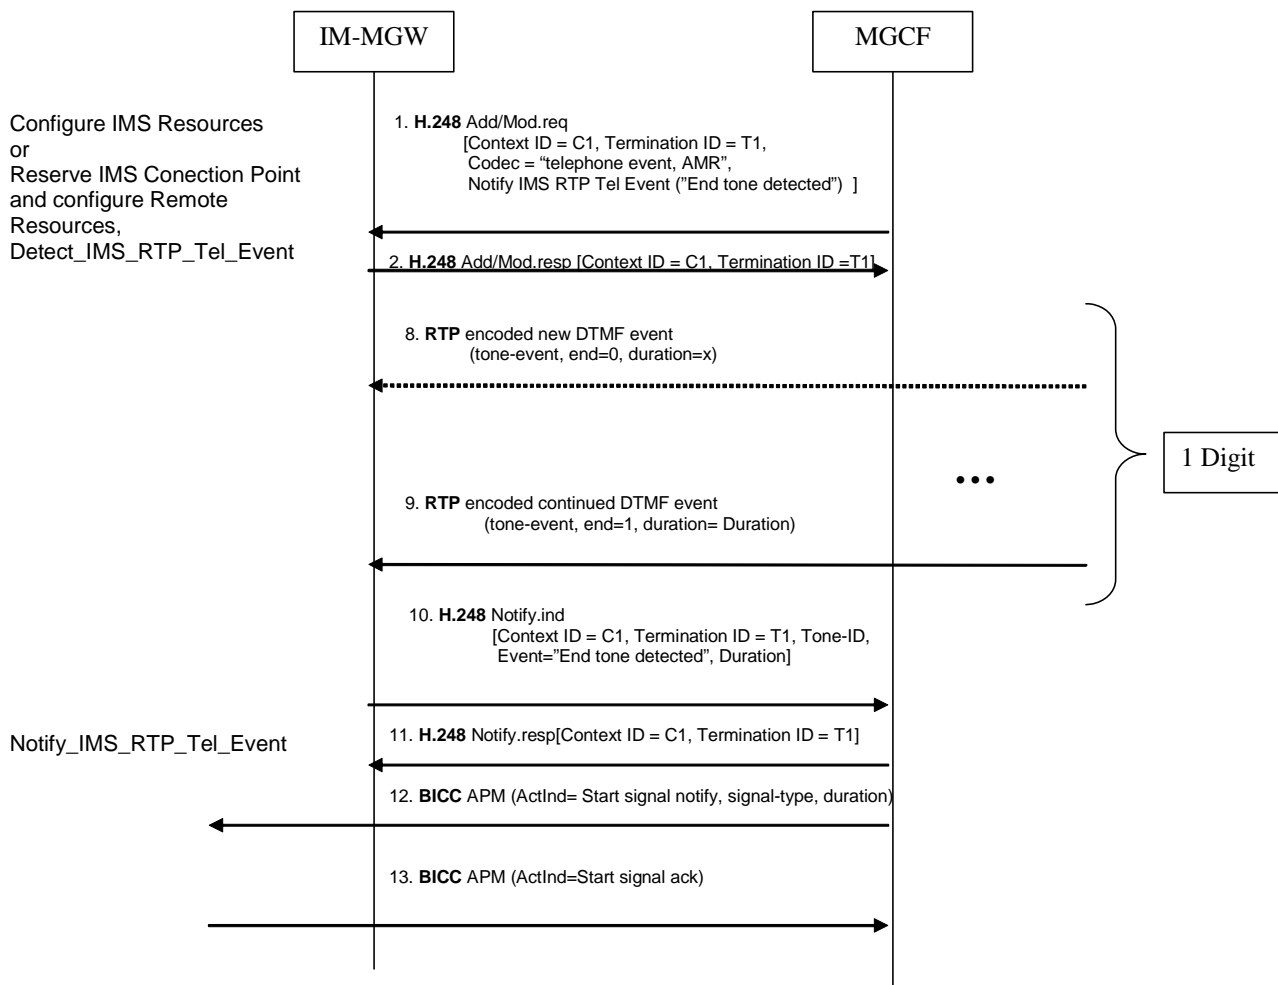 IM-MGW
MGCF
Configure IMS Resources
or
Reserve IMS Conection Point
and configure Remote
Resources,
Detect_IMS_RTP_Tel_Event
1. H.248 Add/Mod.req
[Context ID = C1, Termination ID = T1,
Codec = “telephone event, AMR”,
Notify IMS RTP Tel Event (”End tone detected”) ]
2. H.248 Add/Mod.resp [Context ID = C1, Termination ID =T1]
8. RTP encoded new DTMF event
(tone-event, end=0, duration=x)
1 Digit
...
9. RTP encoded continued DTMF event
(tone-event, end=1, duration= Duration)
10. H.248 Notify.ind
[Context ID = C1, Termination ID = T1, Tone-ID,
Event=”End tone detected”, Duration]
Notify_IMS_RTP_Tel_Event
11. H.248 Notify.resp[Context ID = C1, Termination ID = T1]
12. BICC APM (ActInd= Start signal notify, signal-type, duration)
13. BICC APM (ActInd=Start signal ack)